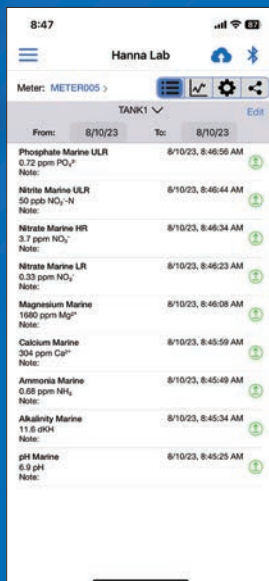 8:47
87
Hanna Lab
Meter: METER005 >
TANK1
Edit
From: 8/10/23 To: 8/10/23
Phosphate Marine ULR 8/10/23, 8:46:56 AM
0.72 ppm PO₄³⁻
Note:
Nitrite Marine ULR 8/10/23, 8:46:44 AM
50 ppb NO₂⁻-N
Note:
Nitrate Marine HR 8/10/23, 8:46:34 AM
3.7 ppm NO₃⁻
Note:
Nitrate Marine LR 8/10/23, 8:46:23 AM
0.33 ppm NO₃⁻
Note:
Magnesium Marine 8/10/23, 8:46:08 AM
1680 ppm Mg²⁺
Note:
Calcium Marine 8/10/23, 8:45:59 AM
304 ppm Ca²⁺
Note:
Ammonia Marine 8/10/23, 8:45:49 AM
0.68 ppm NH₃
Note:
Alkalinity Marine 8/10/23, 8:45:34 AM
11.6 dKH
Note:
pH Marine 8/10/23, 8:45:25 AM
6.9 pH
Note: